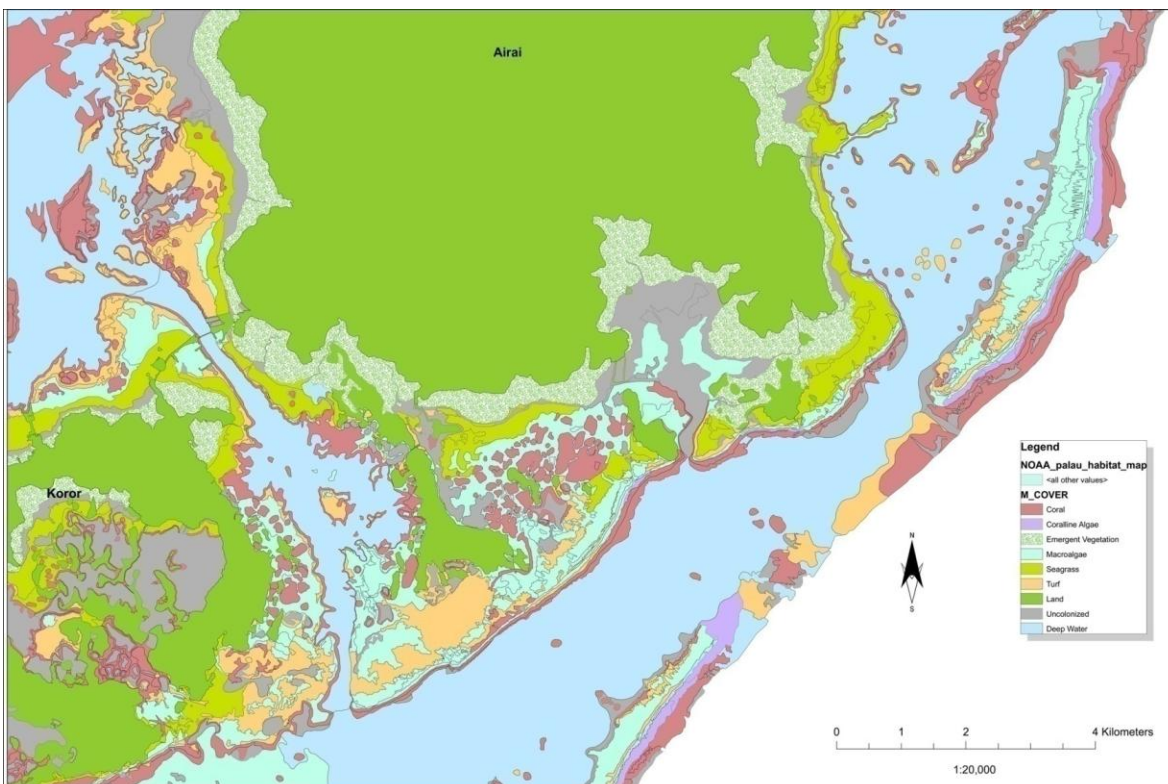 Airai
Koror
Legend
NOAA_palau_habitat_map
<all other values>
M_COVER
Coral
Coralline Algae
Emergent Vegetation
Macroalgae
Seagrass
Turf
Land
Uncolonized
Deep Water
N
S
0 1 2 4 Kilometers
1:20,000